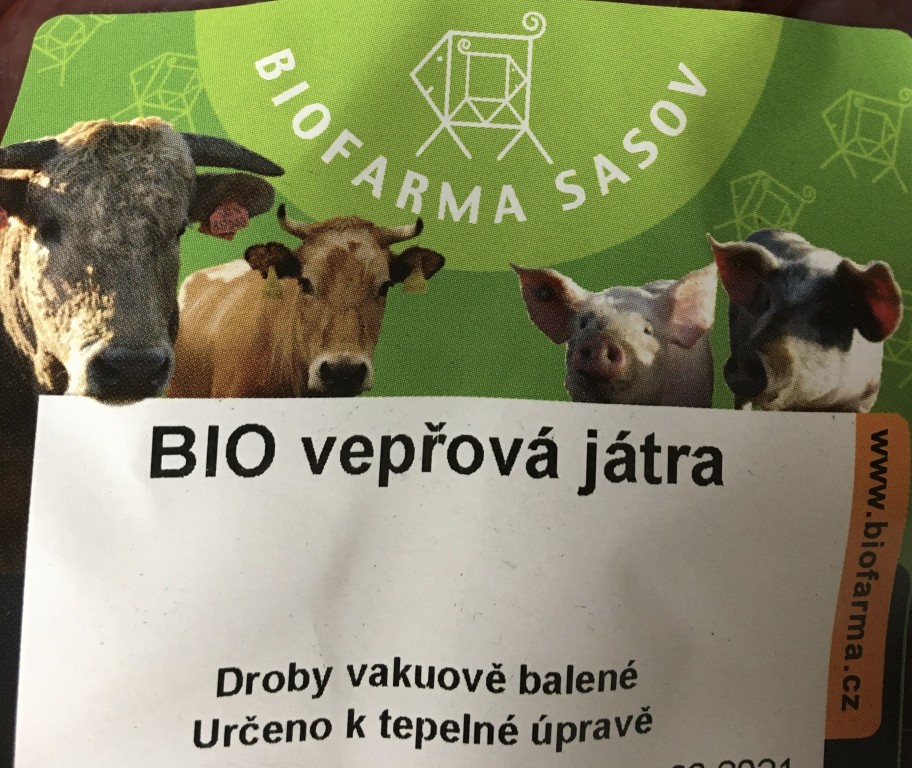 BIOFARMA SASOV
BIO vepřová játra
www.biofarma.cz
Droby vakuově balené
Určeno k tepelné úpravě